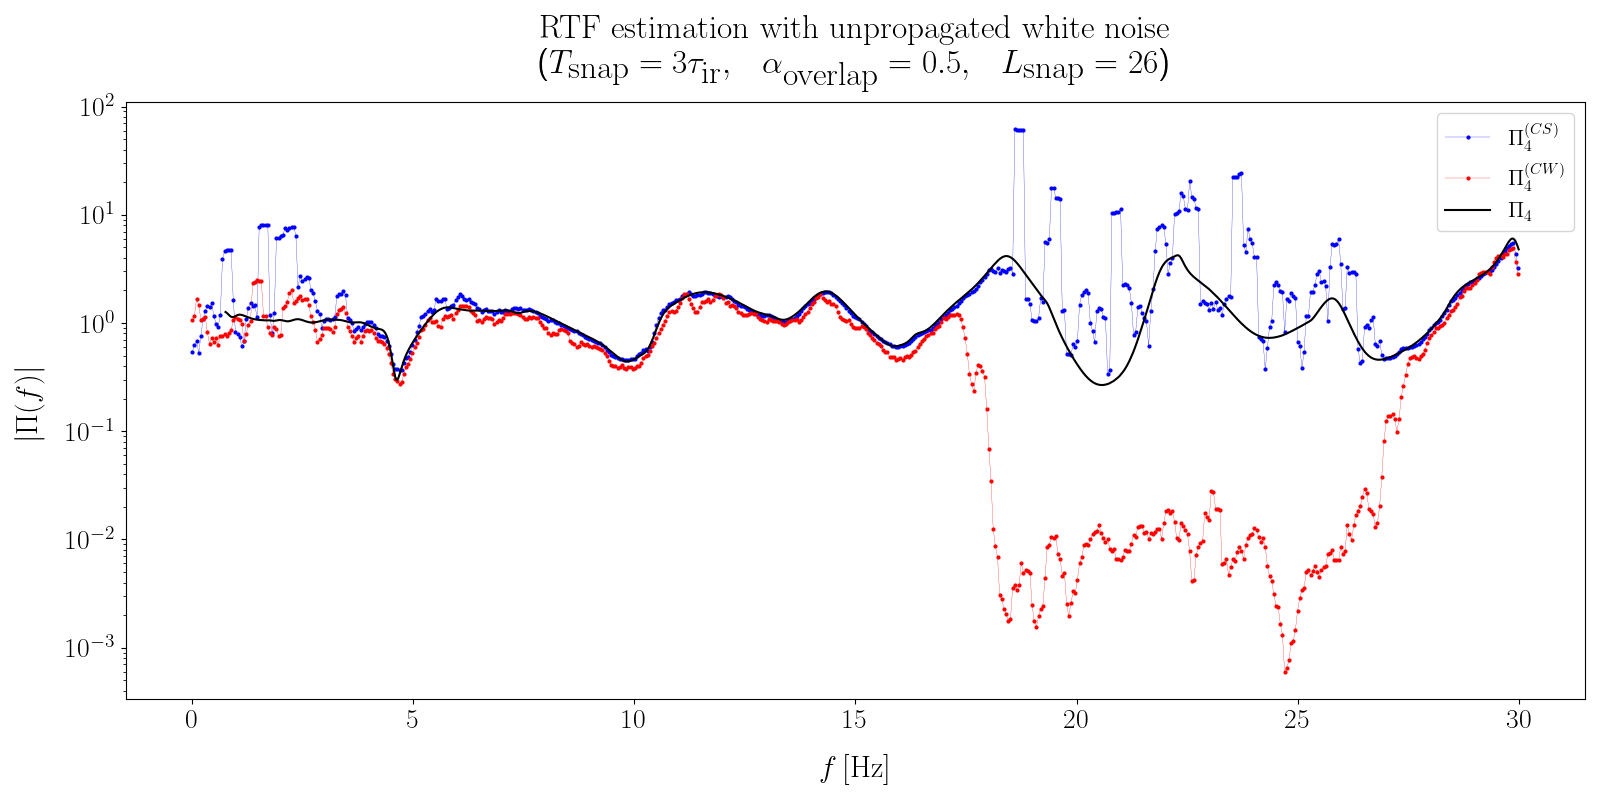 RTF estimation with unpropagated white noise
(T_snap = 3τ_ir, α_overlap = 0.5, L_snap = 26)
10^2
10^1
10^0
10^−1
10^−2
10^−3
|Π(f)|
Π_4^(CS)
Π_4^(CW)
Π_4
0 5 10 15 20 25 30
f [Hz]